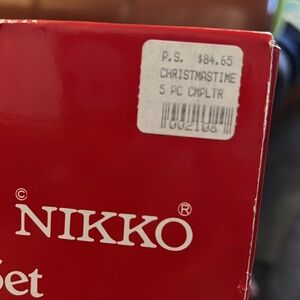 P.S. $84.65
CHRISTMASTIME
5 PC CMPLTR
002108
© NIKKO ®
Set